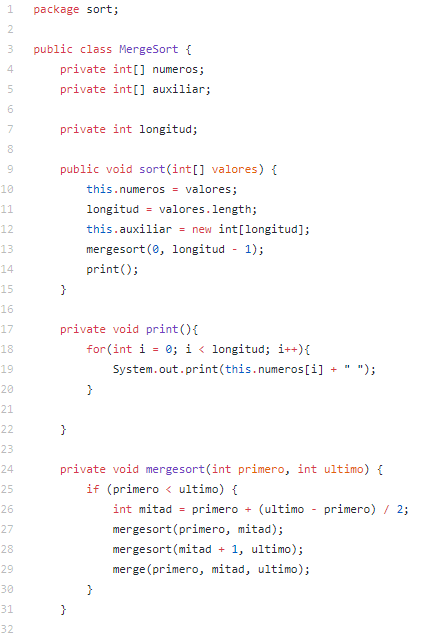 1 package sort;
2
3 public class MergeSort {
4     private int[] numeros;
5     private int[] auxiliar;
6
7     private int longitud;
8
9     public void sort(int[] valores) {
10         this.numeros = valores;
11         longitud = valores.length;
12         this.auxiliar = new int[longitud];
13         mergesort(0, longitud - 1);
14         print();
15     }
16
17     private void print(){
18         for(int i = 0; i < longitud; i++){
19             System.out.print(this.numeros[i] + " ");
20         }
21
22     }
23
24     private void mergesort(int primero, int ultimo) {
25         if (primero < ultimo) {
26             int mitad = primero + (ultimo - primero) / 2;
27             mergesort(primero, mitad);
28             mergesort(mitad + 1, ultimo);
29             merge(primero, mitad, ultimo);
30         }
31     }
32